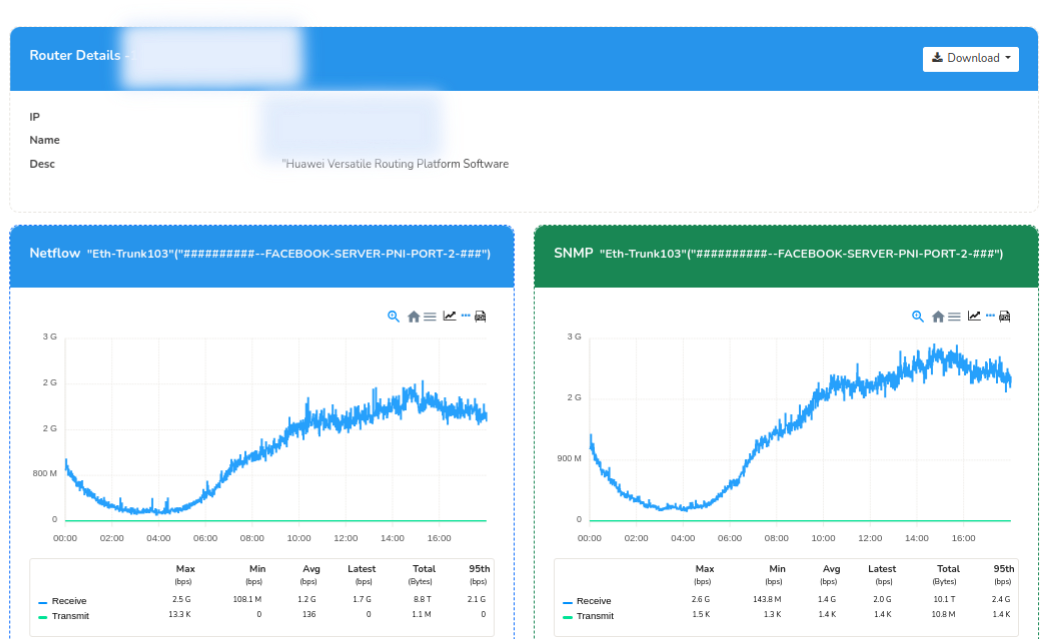 Router Details -
Download
IP
Name
Desc "Huawei Versatile Routing Platform Software
Netflow "Eth-Trunk103"("##########--FACEBOOK-SERVER-PNI-PORT-2-###")
3 G
2 G
2 G
800 M
0
00:00 02:00 04:00 06:00 08:00 10:00 12:00 14:00 16:00
Max Min Avg Latest Total 95th
(bps) (bps) (bps) (bps) (Bytes) (bps)
Receive 2.5 G 108.1 M 1.2 G 1.7 G 8.8 T 2.1 G
Transmit 13.3 K 0 136 0 1.1 M 0
SNMP "Eth-Trunk103"("##########--FACEBOOK-SERVER-PNI-PORT-2-###")
3 G
2 G
900 M
0
00:00 02:00 04:00 06:00 08:00 10:00 12:00 14:00 16:00
Max Min Avg Latest Total 95th
(bps) (bps) (bps) (bps) (Bytes) (bps)
Receive 2.6 G 143.8 M 1.4 G 2.0 G 10.1 T 2.4 G
Transmit 1.5 K 1.3 K 1.4 K 1.4 K 10.8 M 1.4 K